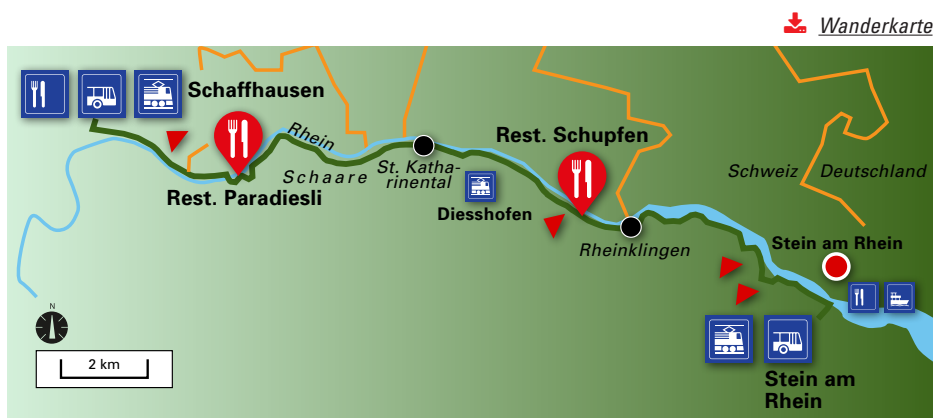 Wanderkarte
Schaffhausen
Rhein
Rest. Schupfen
Schaare
St. Katha-
rinental
Schweiz
Deutschland
Rest. Paradiesli
Diesshofen
Rheinklingen
Stein am Rhein
N
2 km
Stein am
Rhein